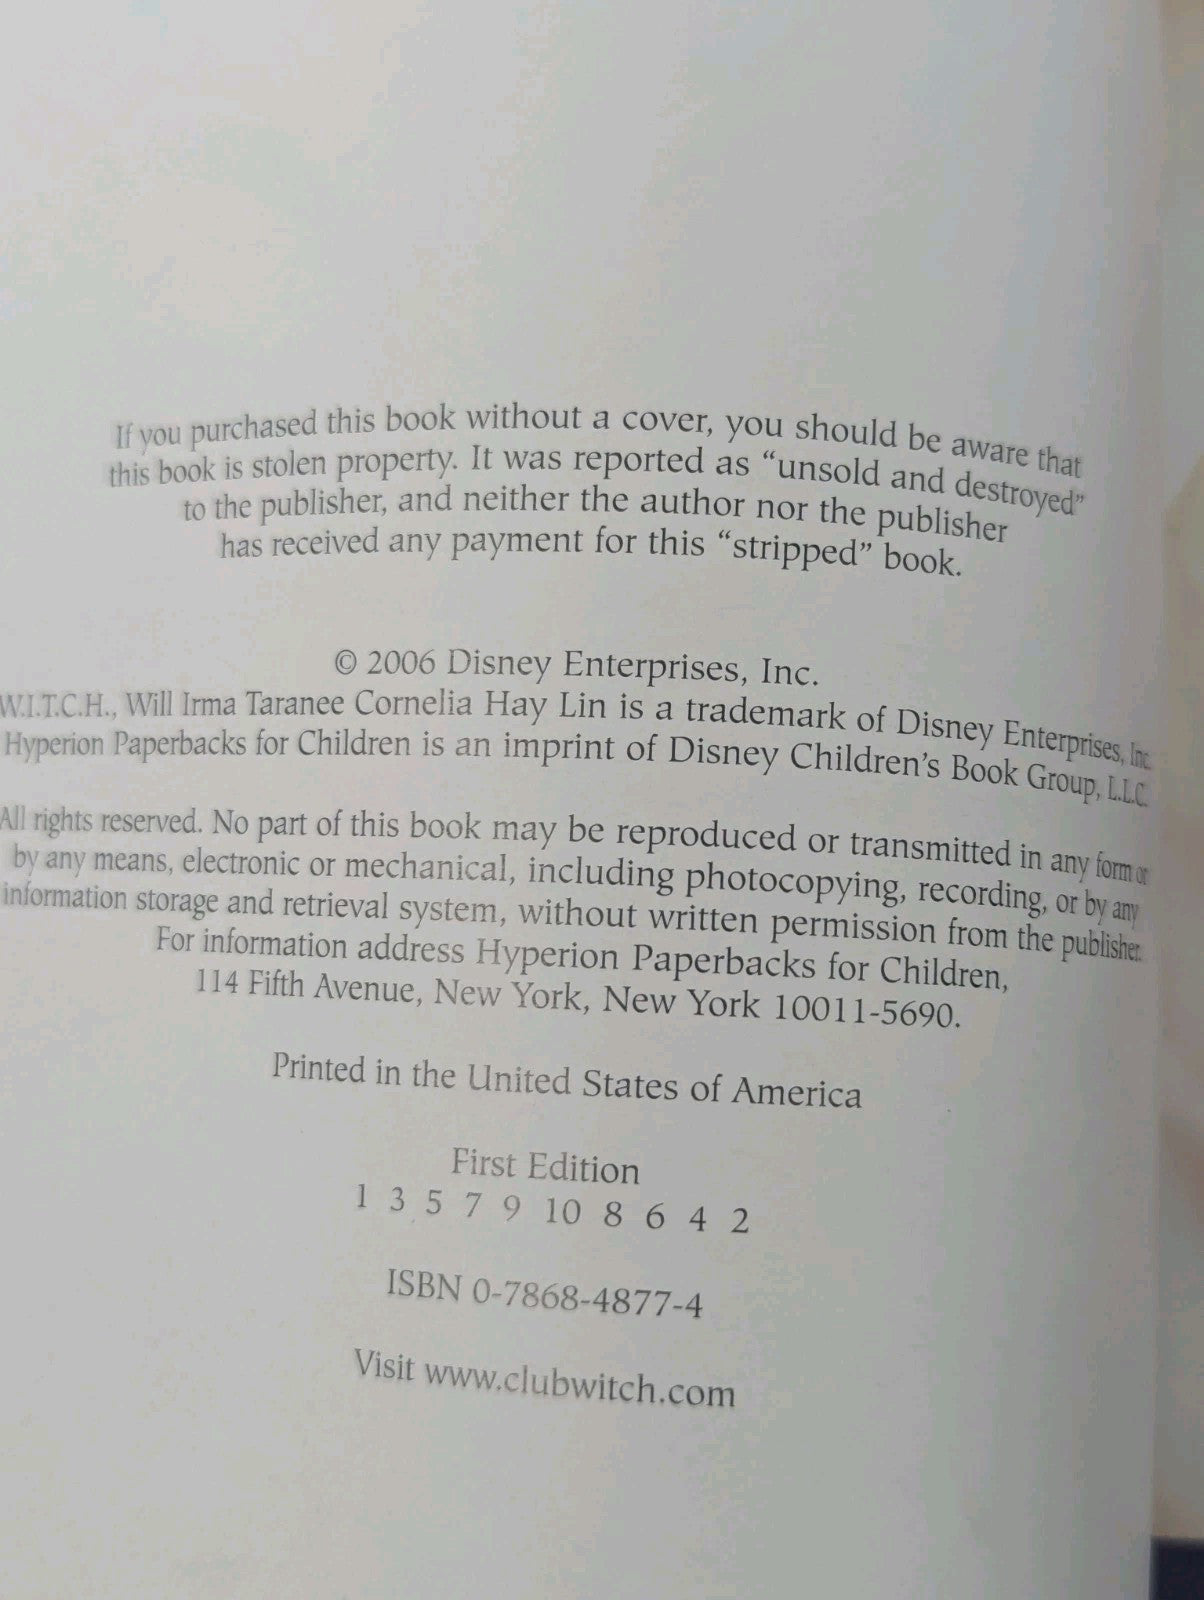 If you purchased this book without a cover, you should be aware that
this book is stolen property. It was reported as “unsold and destroyed”
to the publisher, and neither the author nor the publisher
has received any payment for this “stripped” book.
© 2006 Disney Enterprises, Inc.
W.I.T.C.H., Will Irma Taranee Cornelia Hay Lin is a trademark of Disney Enterprises, Inc.
Hyperion Paperbacks for Children is an imprint of Disney Children’s Book Group, L.L.C.
All rights reserved. No part of this book may be reproduced or transmitted in any form or
by any means, electronic or mechanical, including photocopying, recording, or by any
information storage and retrieval system, without written permission from the publisher.
For information address Hyperion Paperbacks for Children,
114 Fifth Avenue, New York, New York 10011-5690.
Printed in the United States of America
First Edition
1 3 5 7 9 10 8 6 4 2
ISBN 0-7868-4877-4
Visit www.clubwitch.com